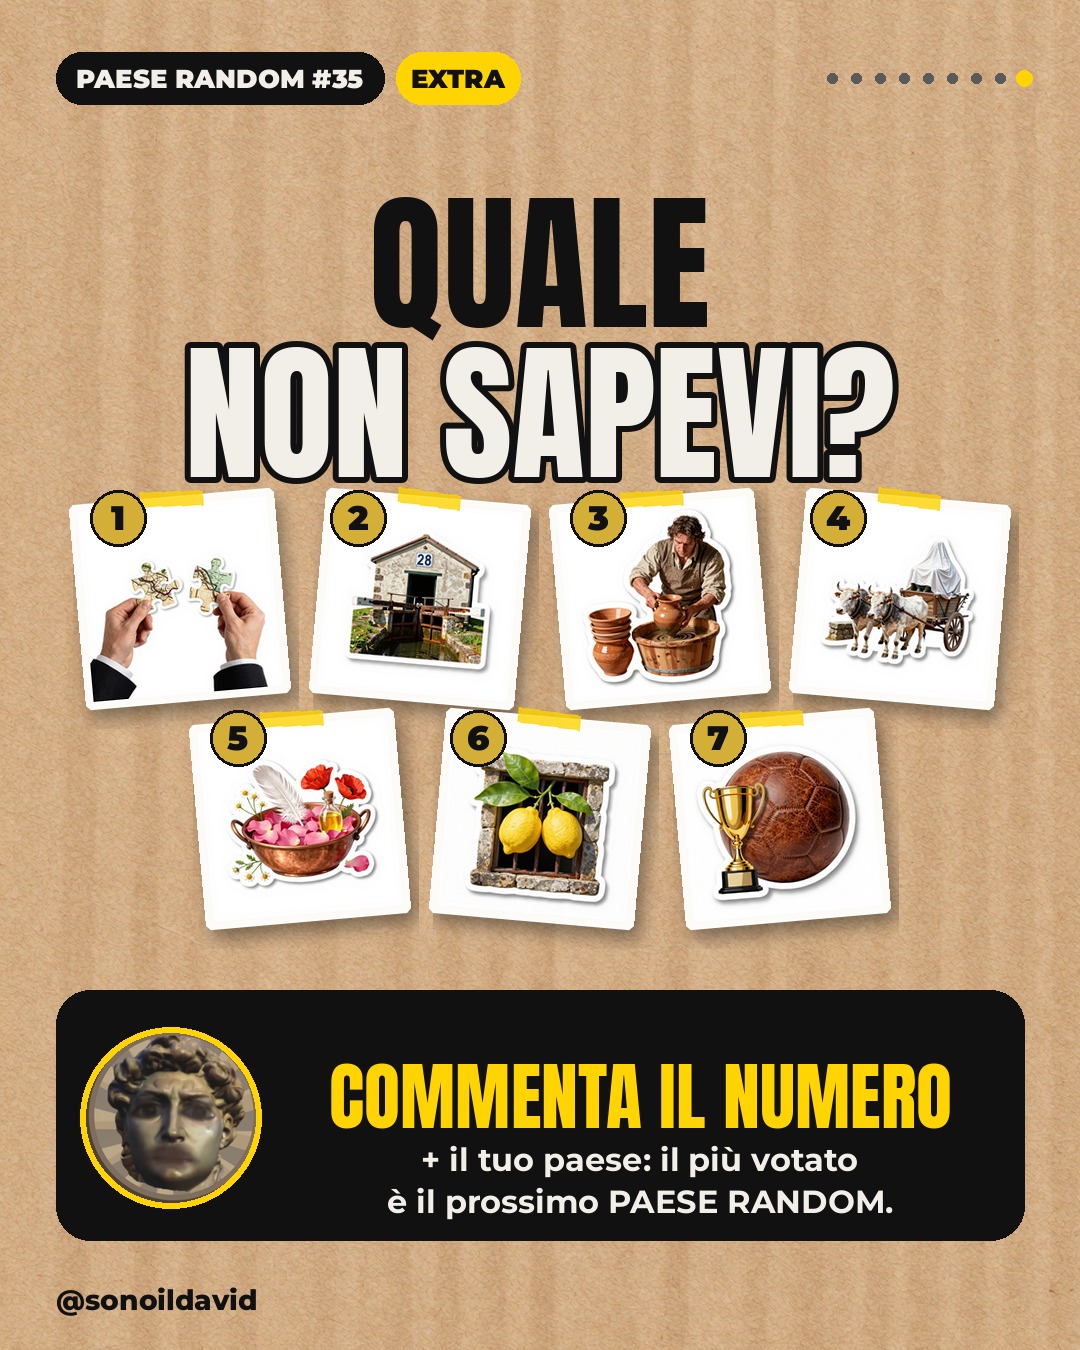 PAESE RANDOM #35
EXTRA
QUALE
NON SAPEVI?
1
2
28
3
4
5
6
7
COMMENTA IL NUMERO
+ il tuo paese: il più votato
è il prossimo PAESE RANDOM.
@sonoildavid